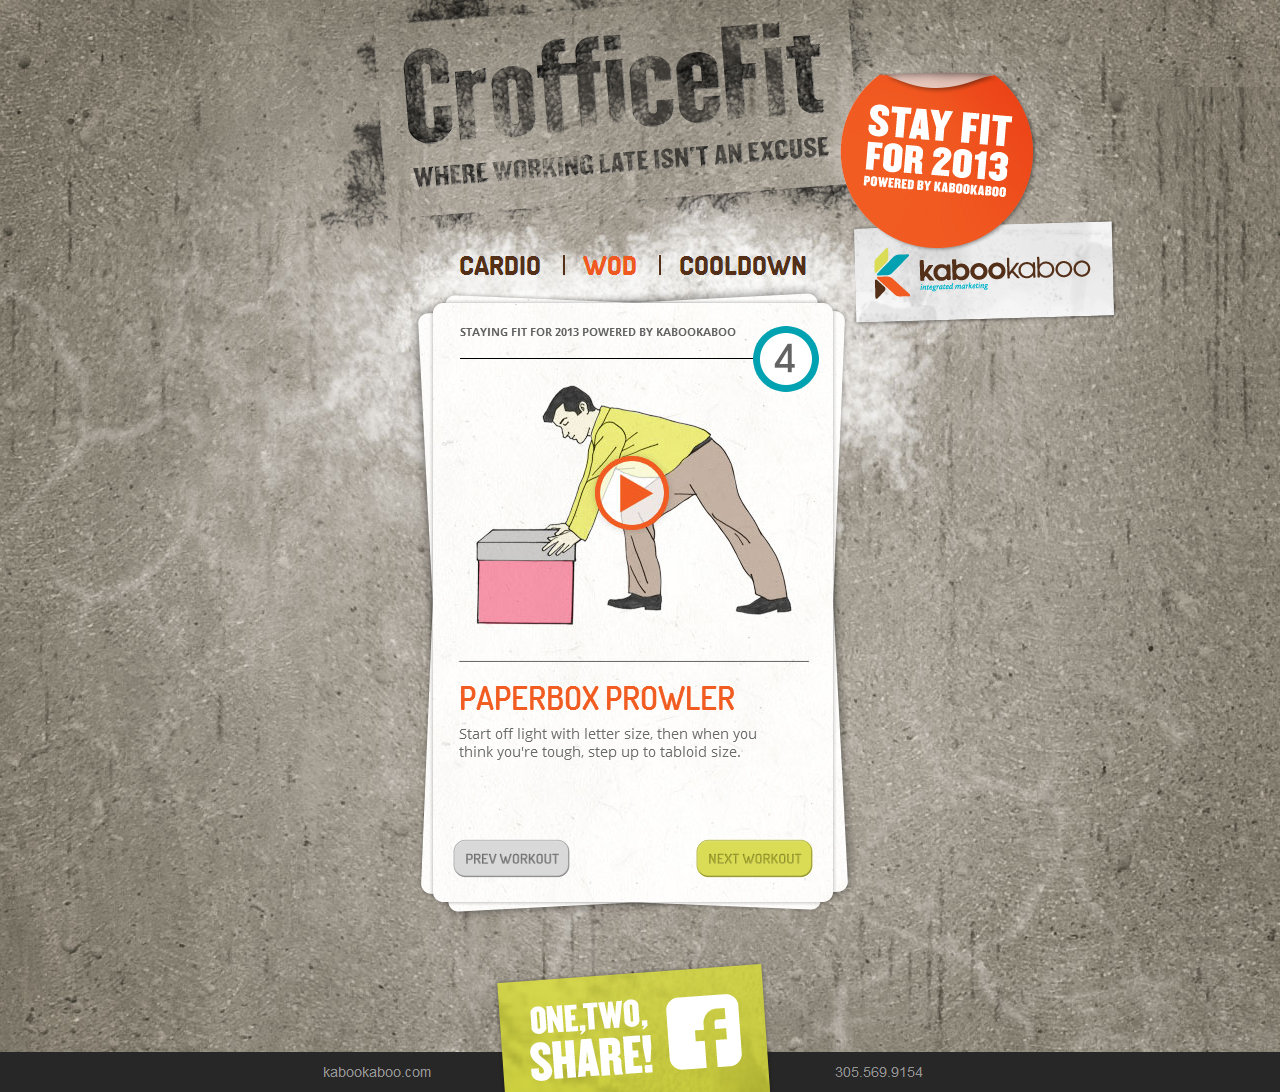 CrofficeFit
WHERE WORKING LATE ISN'T AN EXCUSE
STAY FIT
FOR 2013
POWERED BY KABOOKABOO
kabookaboo
integrated marketing
CARDIO | WOD | COOLDOWN
STAYING FIT FOR 2013 POWERED BY KABOOKABOO
4
PAPERBOX PROWLER
Start off light with letter size, then when you
think you're tough, step up to tabloid size.
PREV WORKOUT
NEXT WORKOUT
ONE,TWO,
SHARE!
f
kabookaboo.com
305.569.9154